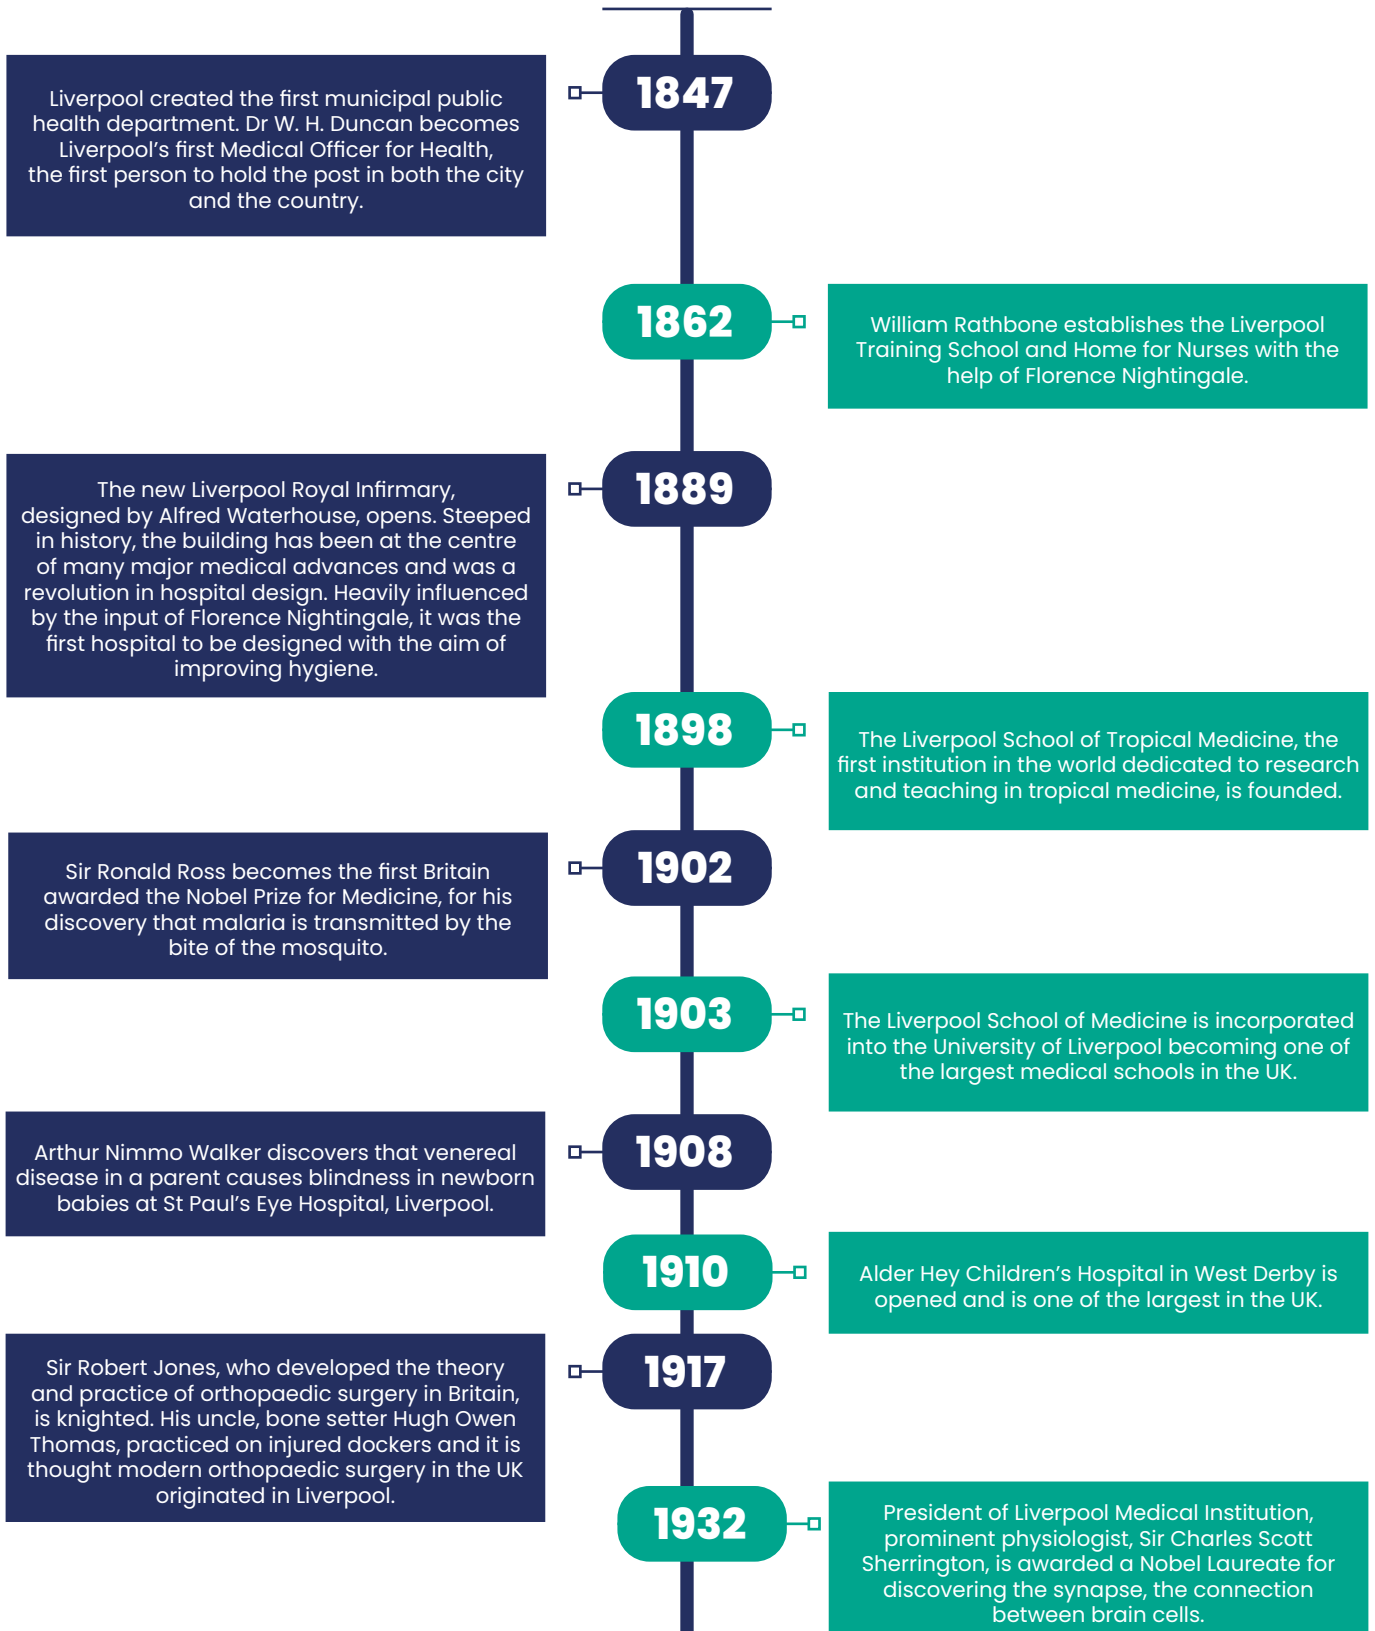 1847
Liverpool created the first municipal public
health department. Dr W. H. Duncan becomes
Liverpool’s first Medical Officer for Health,
the first person to hold the post in both the city
and the country.
1862
William Rathbone establishes the Liverpool
Training School and Home for Nurses with the
help of Florence Nightingale.
1889
The new Liverpool Royal Infirmary,
designed by Alfred Waterhouse, opens. Steeped
in history, the building has been at the centre
of many major medical advances and was a
revolution in hospital design. Heavily influenced
by the input of Florence Nightingale, it was the
first hospital to be designed with the aim of
improving hygiene.
1898
The Liverpool School of Tropical Medicine, the
first institution in the world dedicated to research
and teaching in tropical medicine, is founded.
1902
Sir Ronald Ross becomes the first Britain
awarded the Nobel Prize for Medicine, for his
discovery that malaria is transmitted by the
bite of the mosquito.
1903
The Liverpool School of Medicine is incorporated
into the University of Liverpool becoming one of
the largest medical schools in the UK.
1908
Arthur Nimmo Walker discovers that venereal
disease in a parent causes blindness in newborn
babies at St Paul’s Eye Hospital, Liverpool.
1910
Alder Hey Children’s Hospital in West Derby is
opened and is one of the largest in the UK.
1917
Sir Robert Jones, who developed the theory
and practice of orthopaedic surgery in Britain,
is knighted. His uncle, bone setter Hugh Owen
Thomas, practiced on injured dockers and it is
thought modern orthopaedic surgery in the UK
originated in Liverpool.
1932
President of Liverpool Medical Institution,
prominent physiologist, Sir Charles Scott
Sherrington, is awarded a Nobel Laureate for
discovering the synapse, the connection
between brain cells.